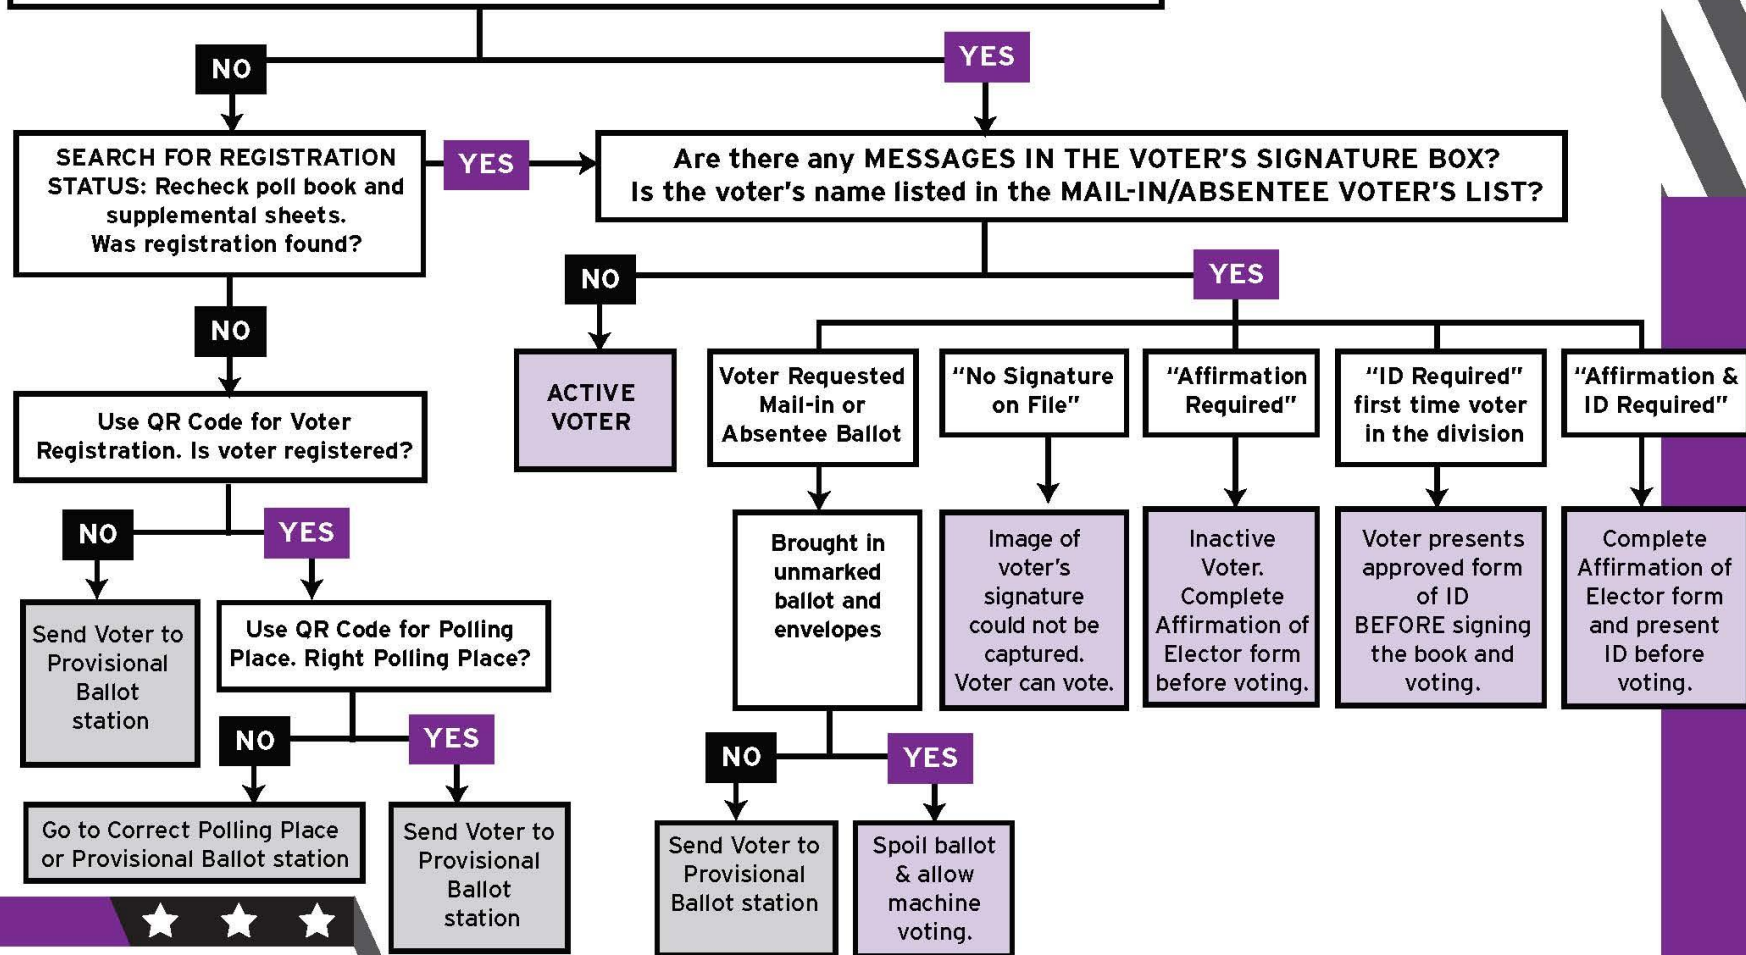 NO
YES
SEARCH FOR REGISTRATION
STATUS: Recheck poll book and
supplemental sheets.
Was registration found?
YES
Are there any MESSAGES IN THE VOTER'S SIGNATURE BOX?
Is the voter's name listed in the MAIL-IN/ABSENTEE VOTER'S LIST?
NO
YES
NO
ACTIVE
VOTER
Voter Requested
Mail-in or
Absentee Ballot
"No Signature
on File"
"Affirmation
Required"
"ID Required"
first time voter
in the division
"Affirmation &
ID Required"
Use QR Code for Voter
Registration. Is voter registered?
NO
YES
Brought in
unmarked
ballot and
envelopes
Image of
voter's
signature
could not be
captured.
Voter can vote.
Inactive
Voter.
Complete
Affirmation of
Elector form
before voting.
Voter presents
approved form
of ID
BEFORE signing
the book and
voting.
Complete
Affirmation of
Elector form
and present
ID before
voting.
Send Voter to
Provisional
Ballot
station
Use QR Code for Polling
Place. Right Polling Place?
NO
YES
NO
YES
Go to Correct Polling Place
or Provisional Ballot station
Send Voter to
Provisional
Ballot
station
Send Voter to
Provisional
Ballot station
Spoil ballot
& allow
machine
voting.